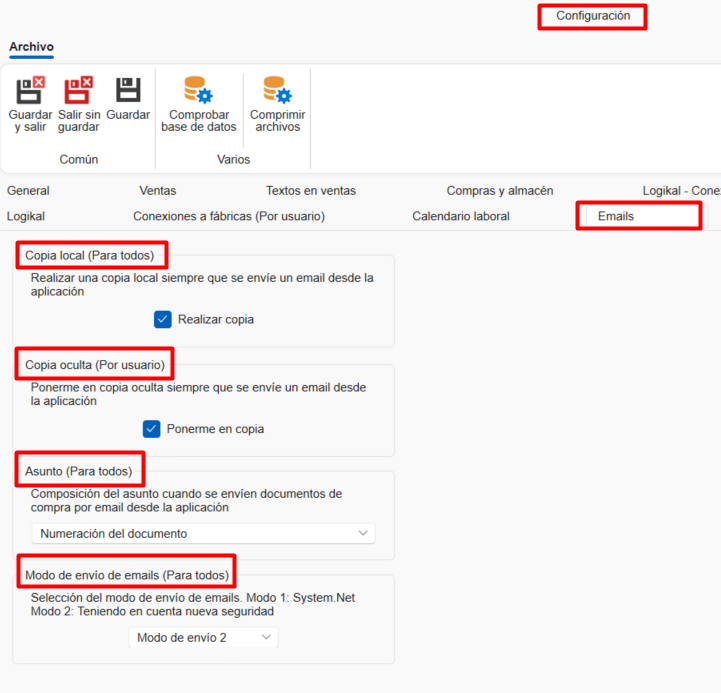 Configuración
Archivo
Guardar y salir
Salir sin guardar
Guardar
Comprobar base de datos
Comprimir archivos
Común
Varios
General
Ventas
Textos en ventas
Compras y almacén
Logikal - Cone
Logikal
Conexiones a fábricas (Por usuario)
Calendario laboral
Emails
Copia local (Para todos)
Realizar una copia local siempre que se envíe un email desde la
aplicación
Realizar copia
Copia oculta (Por usuario)
Ponerme en copia oculta siempre que se envíe un email desde
la aplicación
Ponerme en copia
Asunto (Para todos)
Composición del asunto cuando se envíen documentos de
compra por email desde la aplicación
Numeración del documento
Modo de envío de emails (Para todos)
Selección del modo de envío de emails. Modo 1: System.Net
Modo 2: Teniendo en cuenta nueva seguridad
Modo de envío 2